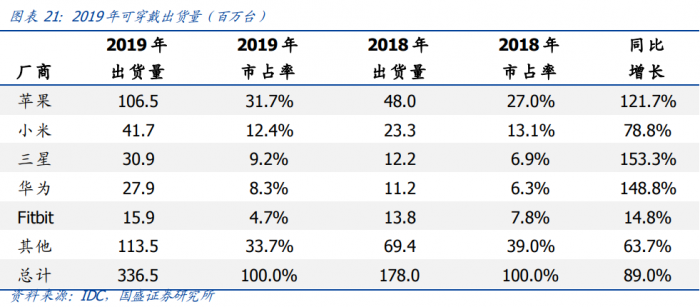 图表 21：2019 年可穿戴出货量（百万台）
厂商 2019 年出货量 2019 年市占率 2018 年出货量 2018 年市占率 同比增长
苹果 106.5 31.7% 48.0 27.0% 121.7%
小米 41.7 12.4% 23.3 13.1% 78.8%
三星 30.9 9.2% 12.2 6.9% 153.3%
华为 27.9 8.3% 11.2 6.3% 148.8%
Fitbit 15.9 4.7% 13.8 7.8% 14.8%
其他 113.5 33.7% 69.4 39.0% 63.7%
总计 336.5 100.0% 178.0 100.0% 89.0%
资料来源：IDC，国盛证券研究所